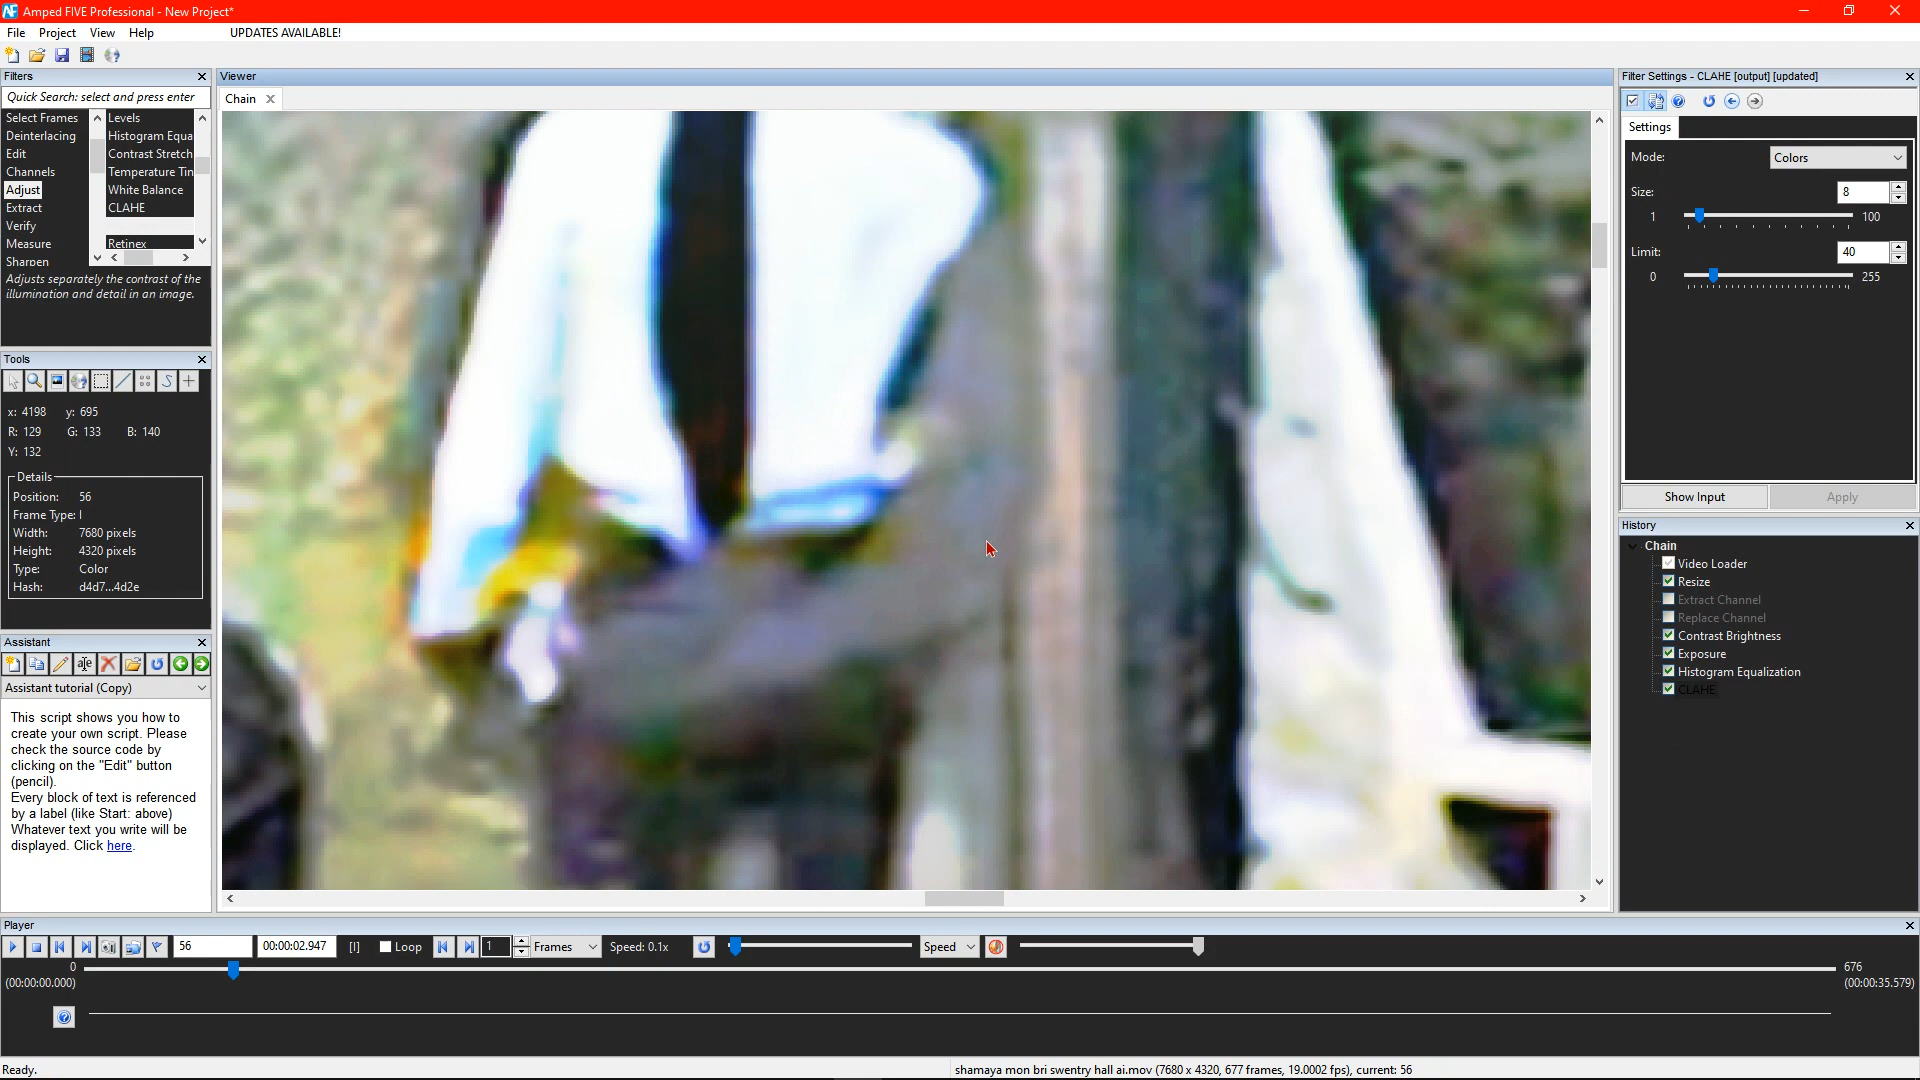 Amped FIVE Professional - New Project*
File Project View Help UPDATES AVAILABLE!
Filters
Quick Search: select and press enter
Select Frames
Deinterlacing
Edit
Channels
Adjust
Extract
Verify
Measure
Sharpen
Levels
Histogram Equa
Contrast Stretch
Temperature Tin
White Balance
CLAHE
Retinex
Adjusts separately the contrast of the
illumination and detail in an image.
Tools
x: 4198 y: 695
R: 129 G: 133 B: 140
Y: 132
Details
Position: 56
Frame Type: I
Width: 7680 pixels
Height: 4320 pixels
Type: Color
Hash: d4d7...4d2e
Assistant
Assistant tutorial (Copy)
This script shows you how to
create your own script. Please
check the source code by
clicking on the "Edit" button
(pencil).
Every block of text is referenced
by a label (like Start: above)
Whatever text you write will be
displayed. Click here.
Viewer
Chain
Filter Settings - CLAHE [output] [updated]
Settings
Mode: Colors
Size: 8
1 100
Limit: 40
0 255
Show Input Apply
History
Chain
Video Loader
Resize
Extract Channel
Replace Channel
Contrast Brightness
Exposure
Histogram Equalization
CLAHE
Player
56 00:00:02.947 [I] Loop 1 Frames Speed: 0.1x Speed
0 676
(00:00:00.000) (00:00:35.579)
Ready. shamaya mon bri swentry hall ai.mov (7680 x 4320, 677 frames, 19.0002 fps), current: 56